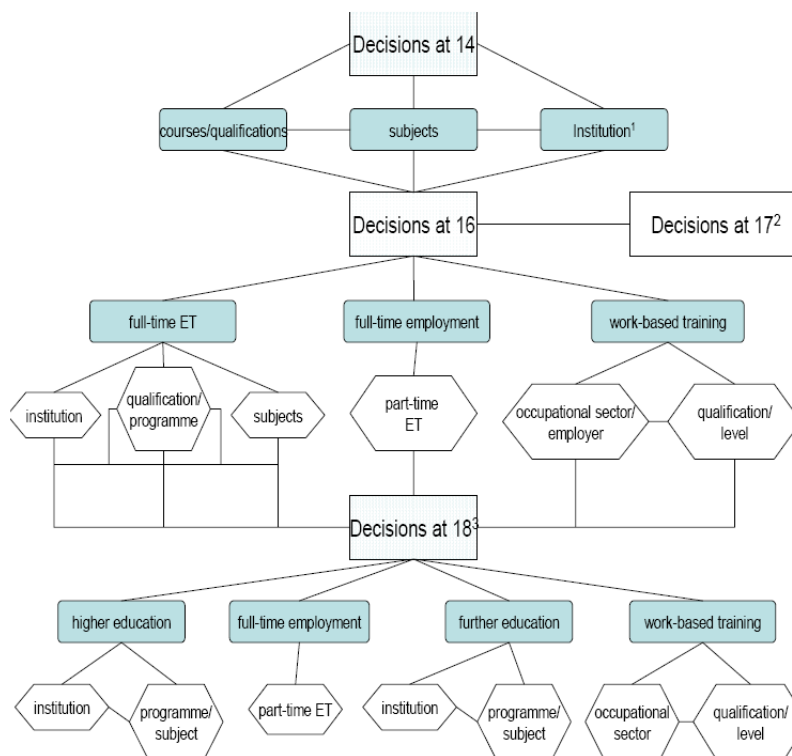 Decisions at 14
courses/qualifications
subjects
Institution¹
Decisions at 16
Decisions at 17²
full-time ET
full-time employment
work-based training
institution
qualification/
programme
subjects
part-time
ET
occupational sector/
employer
qualification/
level
Decisions at 18³
higher education
full-time employment
further education
work-based training
institution
programme/
subject
part-time ET
institution
programme/
subject
occupational
sector
qualification/
level